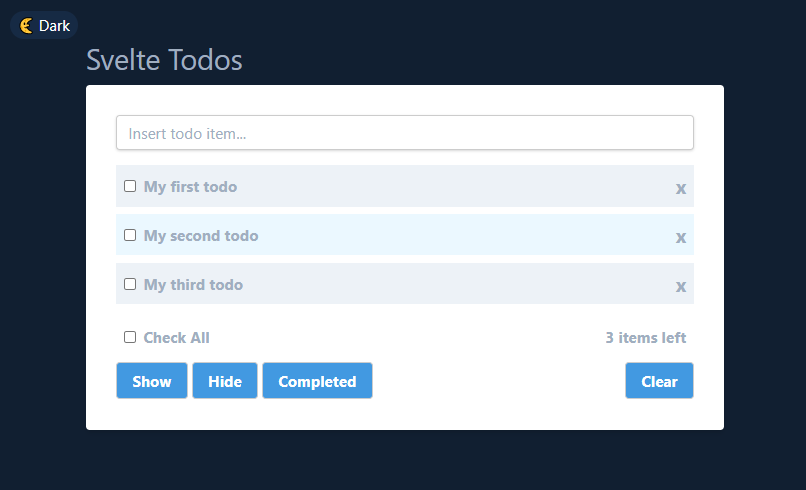 Dark
Svelte Todos
Insert todo item...
My first todo x
My second todo x
My third todo x
Check All 3 items left
Show Hide Completed Clear